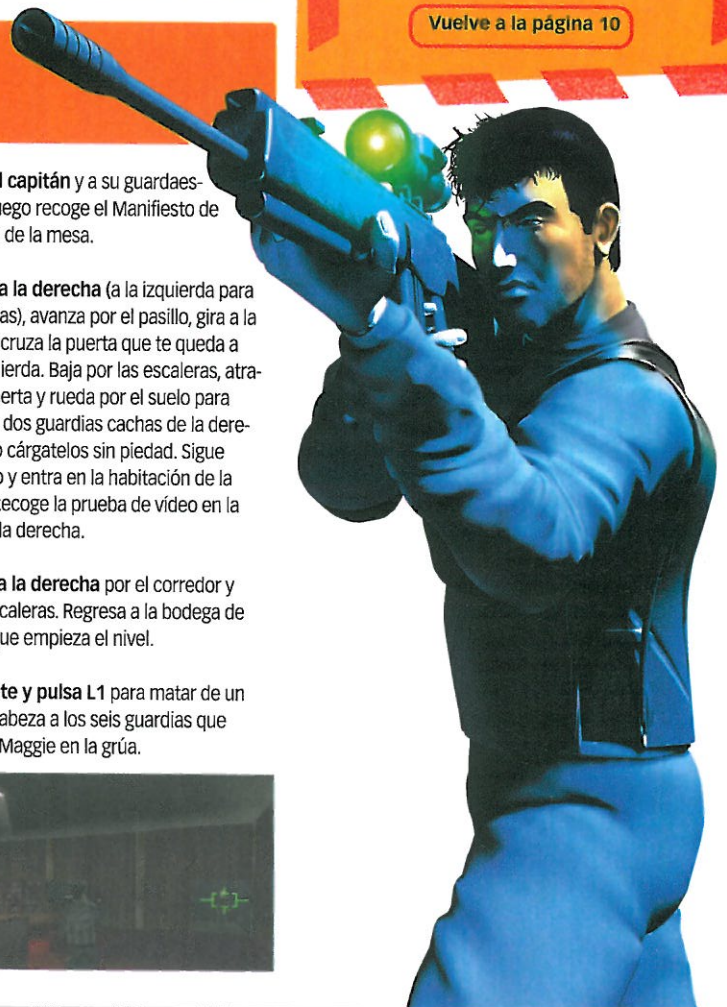 Vuelve a la página 10
l capitán y a su guardaes-
uego recoge el Manifiesto de
de la mesa.
a la derecha (a la izquierda para
as), avanza por el pasillo, gira a la
cruza la puerta que te queda a
ierda. Baja por las escaleras, atra-
erta y rueda por el suelo para
dos guardias cachas de la dere-
o cárgatelos sin piedad. Sigue
o y entra en la habitación de la
Recoge la prueba de vídeo en la
la derecha.
a la derecha por el corredor y
caleras. Regresa a la bodega de
ue empieza el nivel.
te y pulsa L1 para matar de un
abeza a los seis guardias que
Maggie en la grúa.